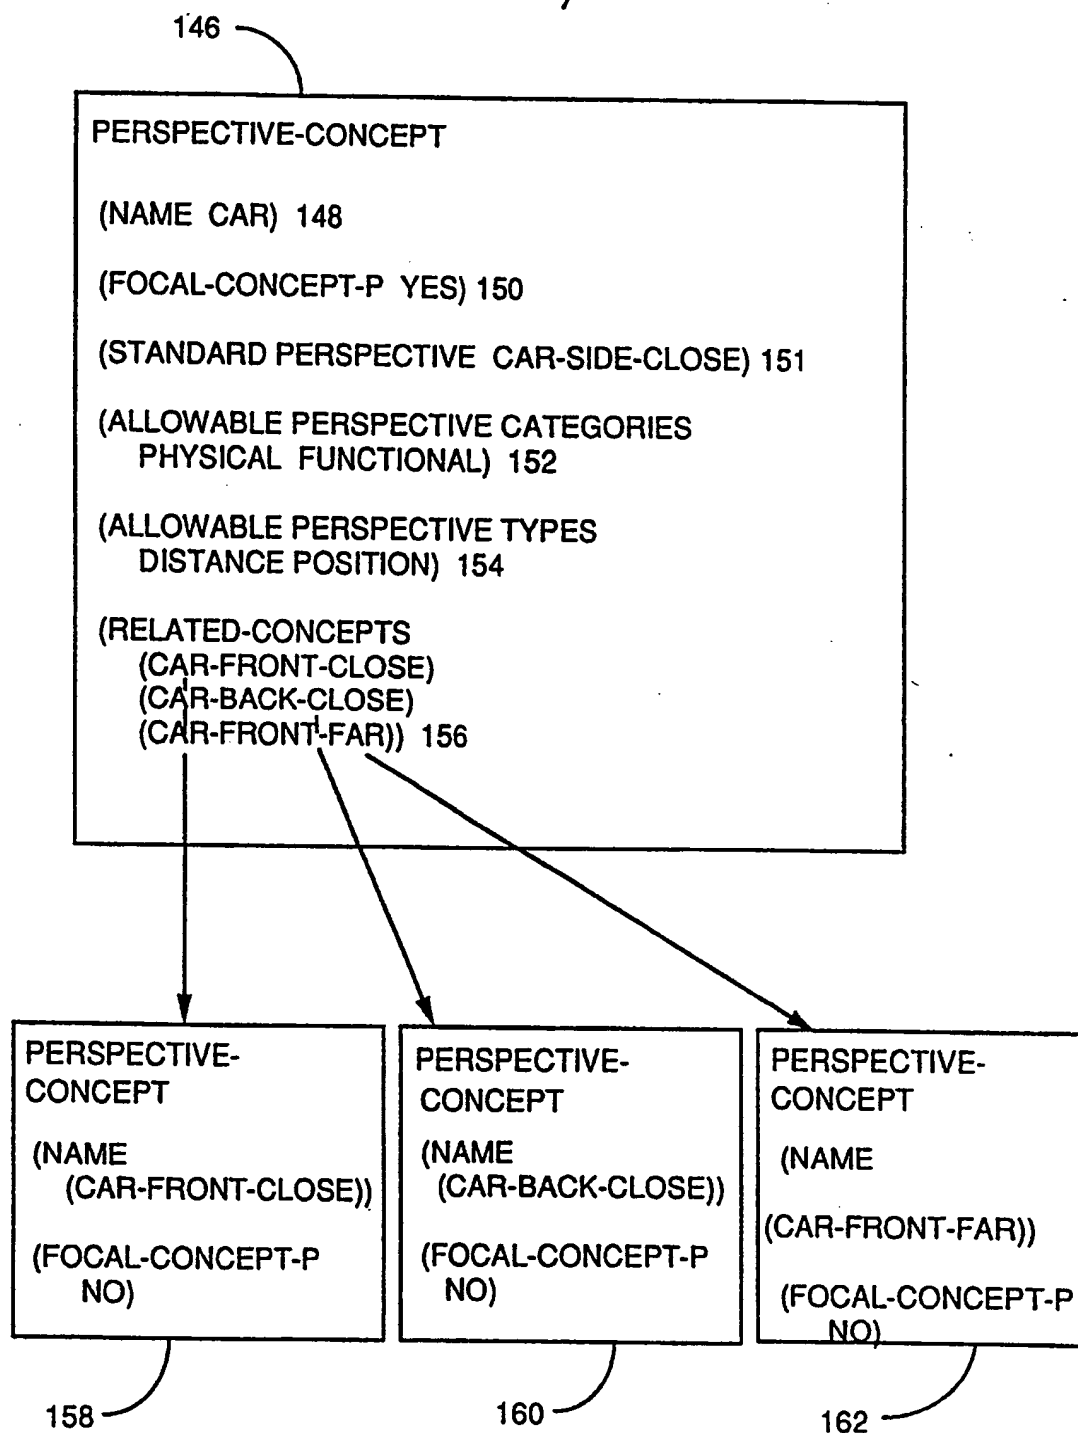 146
PERSPECTIVE-CONCEPT
(NAME CAR) 148
(FOCAL-CONCEPT-P YES) 150
(STANDARD PERSPECTIVE CAR-SIDE-CLOSE) 151
(ALLOWABLE PERSPECTIVE CATEGORIES
PHYSICAL FUNCTIONAL) 152
(ALLOWABLE PERSPECTIVE TYPES
DISTANCE POSITION) 154
(RELATED-CONCEPTS
(CAR-FRONT-CLOSE)
(CAR-BACK-CLOSE)
(CAR-FRONT-FAR)) 156
PERSPECTIVE-
CONCEPT
(NAME
(CAR-FRONT-CLOSE))
(FOCAL-CONCEPT-P
NO)
158
PERSPECTIVE-
CONCEPT
(NAME
(CAR-BACK-CLOSE))
(FOCAL-CONCEPT-P
NO)
160
PERSPECTIVE-
CONCEPT
(NAME
(CAR-FRONT-FAR))
(FOCAL-CONCEPT-P
NO)
162